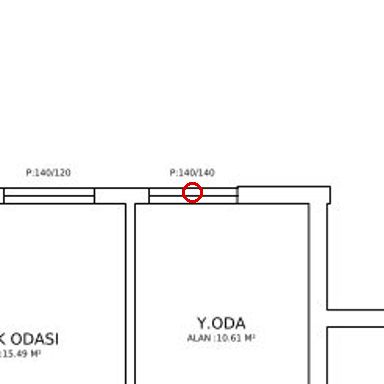 P:140/120
P:140/140
Y.ODA
ALAN :10.61 M²
K ODASI
:15.49 M²